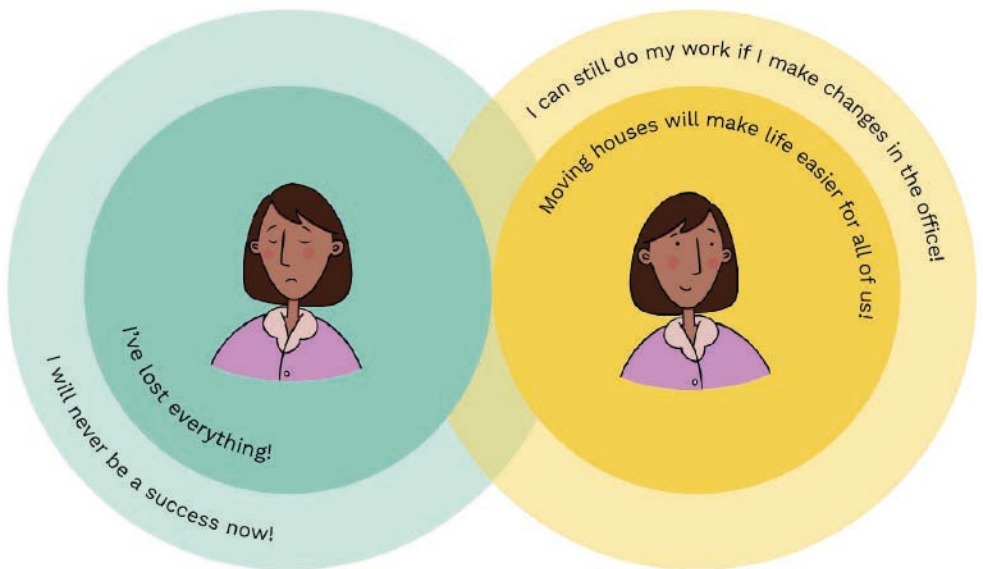 I've lost everything!
I will never be a success now!
I can still do my work if I make changes in the office!
Moving houses will make life easier for all of us!